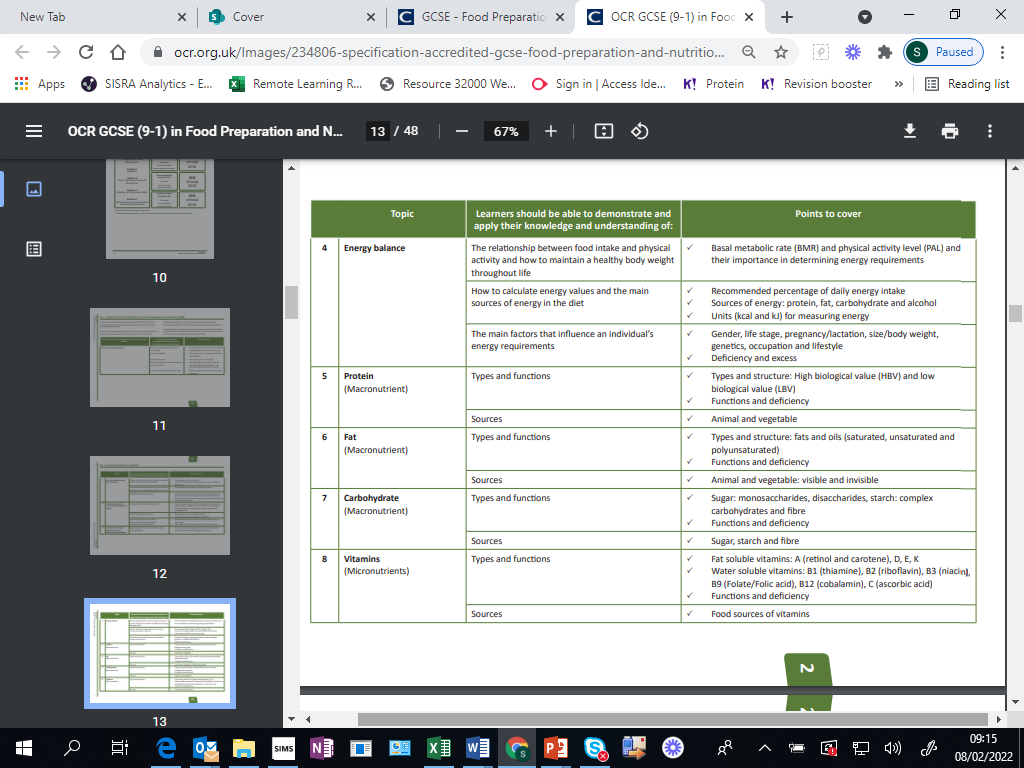 New Tab
Cover
GCSE - Food Preparatio
OCR GCSE (9-1) in Food
ocr.org.uk/Images/234806-specification-accredited-gcse-food-preparation-and-nutritio...
S Paused
Apps
SISRA Analytics - E...
Remote Learning R...
Resource 32000 We...
Sign in | Access Ide...
K! Protein
K! Revision booster
»
Reading list
OCR GCSE (9-1) in Food Preparation and N...
13 / 48
67%
10
11
12
13
Topic
Learners should be able to demonstrate and
apply their knowledge and understanding of:
Points to cover
4 Energy balance
The relationship between food intake and physical
activity and how to maintain a healthy body weight
throughout life
✓ Basal metabolic rate (BMR) and physical activity level (PAL) and
their importance in determining energy requirements
How to calculate energy values and the main
sources of energy in the diet
✓ Recommended percentage of daily energy intake
✓ Sources of energy: protein, fat, carbohydrate and alcohol
✓ Units (kcal and kJ) for measuring energy
The main factors that influence an individual's
energy requirements
✓ Gender, life stage, pregnancy/lactation, size/body weight,
genetics, occupation and lifestyle
✓ Deficiency and excess
5 Protein
(Macronutrient)
Types and functions
✓ Types and structure: High biological value (HBV) and low
biological value (LBV)
✓ Functions and deficiency
Sources
✓ Animal and vegetable
6 Fat
(Macronutrient)
Types and functions
✓ Types and structure: fats and oils (saturated, unsaturated and
polyunsaturated)
✓ Functions and deficiency
Sources
✓ Animal and vegetable: visible and invisible
7 Carbohydrate
(Macronutrient)
Types and functions
✓ Sugar: monosaccharides, disaccharides, starch: complex
carbohydrates and fibre
✓ Functions and deficiency
Sources
✓ Sugar, starch and fibre
8 Vitamins
(Micronutrients)
Types and functions
✓ Fat soluble vitamins: A (retinol and carotene), D, E, K
✓ Water soluble vitamins: B1 (thiamine), B2 (riboflavin), B3 (niacin),
B9 (Folate/Folic acid), B12 (cobalamin), C (ascorbic acid)
✓ Functions and deficiency
Sources
✓ Food sources of vitamins
2
SIMS
09:15
08/02/2022